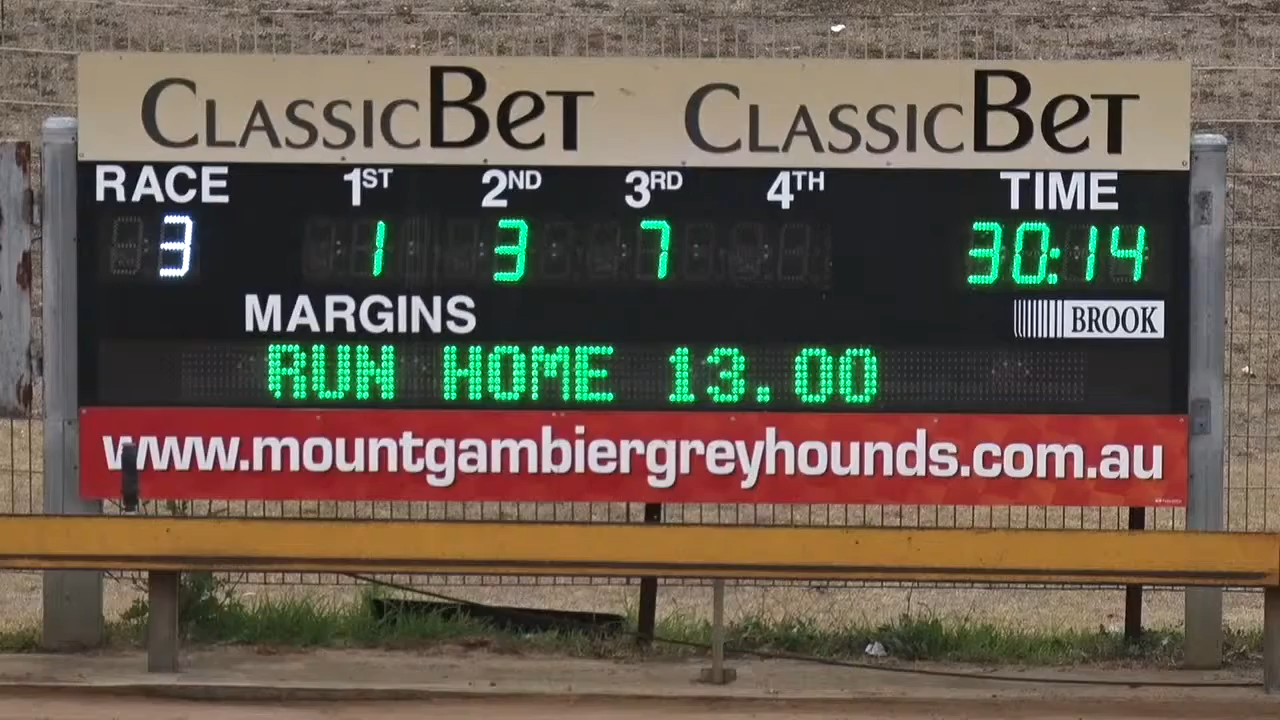 CLASSICBET CLASSICBET
RACE 1ST 2ND 3RD 4TH TIME
3 1 3 7 30:14
MARGINS BROOK
RUN HOME 13.00
www.mountgambiergreyhounds.com.au